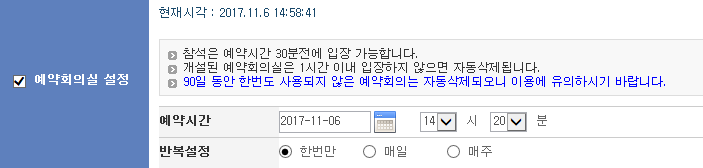 현재시각 : 2017.11.6 14:58:41
예약회의실 설정
참석은 예약시간 30분전에 입장 가능합니다.
개설된 예약회의실은 1시간 이내 입장하지 않으면 자동삭제됩니다.
90일 동안 한번도 사용되지 않은 예약회의는 자동삭제되오니 이용에 유의하시기 바랍니다.
예약시간 2017-11-06 14 시 20 분
반복설정 한번만 매일 매주